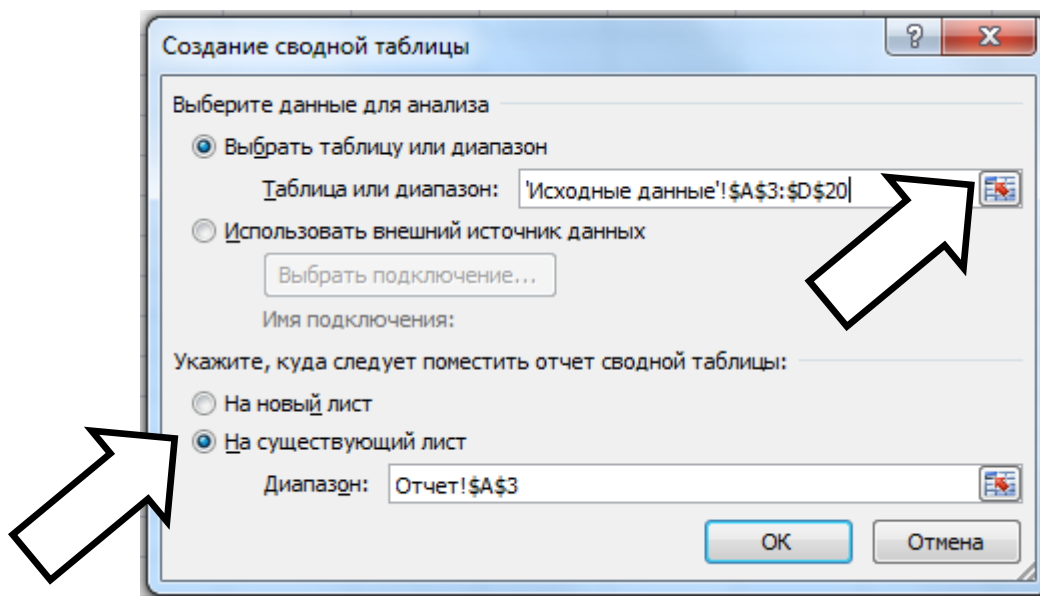 Создание сводной таблицы
Выберите данные для анализа
Выбрать таблицу или диапазон
Таблица или диапазон: 'Исходные данные'!$A$3:$D$20
Использовать внешний источник данных
Выбрать подключение...
Имя подключения:
Укажите, куда следует поместить отчет сводной таблицы:
На новый лист
На существующий лист
Диапазон: Отчет!$A$3
ОК Отмена